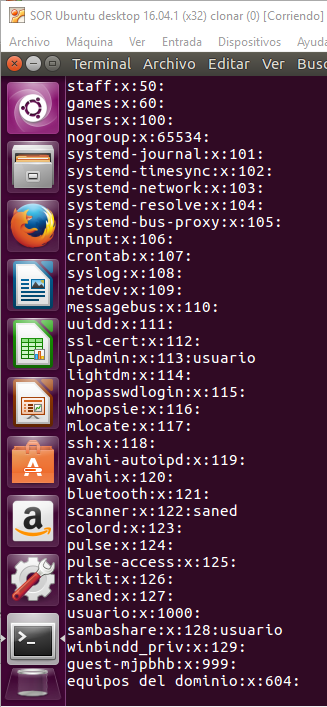 SOR Ubuntu desktop 16.04.1 (x32) clonar (0) [Corriendo]
Archivo Máquina Ver Entrada Dispositivos Ayuda
Terminal Archivo Editar Ver Busc
staff:x:50:
games:x:60:
users:x:100:
nogroup:x:65534:
systemd-journal:x:101:
systemd-timesync:x:102:
systemd-network:x:103:
systemd-resolve:x:104:
systemd-bus-proxy:x:105:
input:x:106:
crontab:x:107:
syslog:x:108:
netdev:x:109:
messagebus:x:110:
uuidd:x:111:
ssl-cert:x:112:
lpadmin:x:113:usuario
lightdm:x:114:
nopasswdlogin:x:115:
whoopsie:x:116:
mlocate:x:117:
ssh:x:118:
avahi-autoipd:x:119:
avahi:x:120:
bluetooth:x:121:
scanner:x:122:saned
colord:x:123:
pulse:x:124:
pulse-access:x:125:
rtkit:x:126:
saned:x:127:
usuario:x:1000:
sambashare:x:128:usuario
winbindd_priv:x:129:
guest-mjpbhb:x:999:
equipos del dominio:x:604: